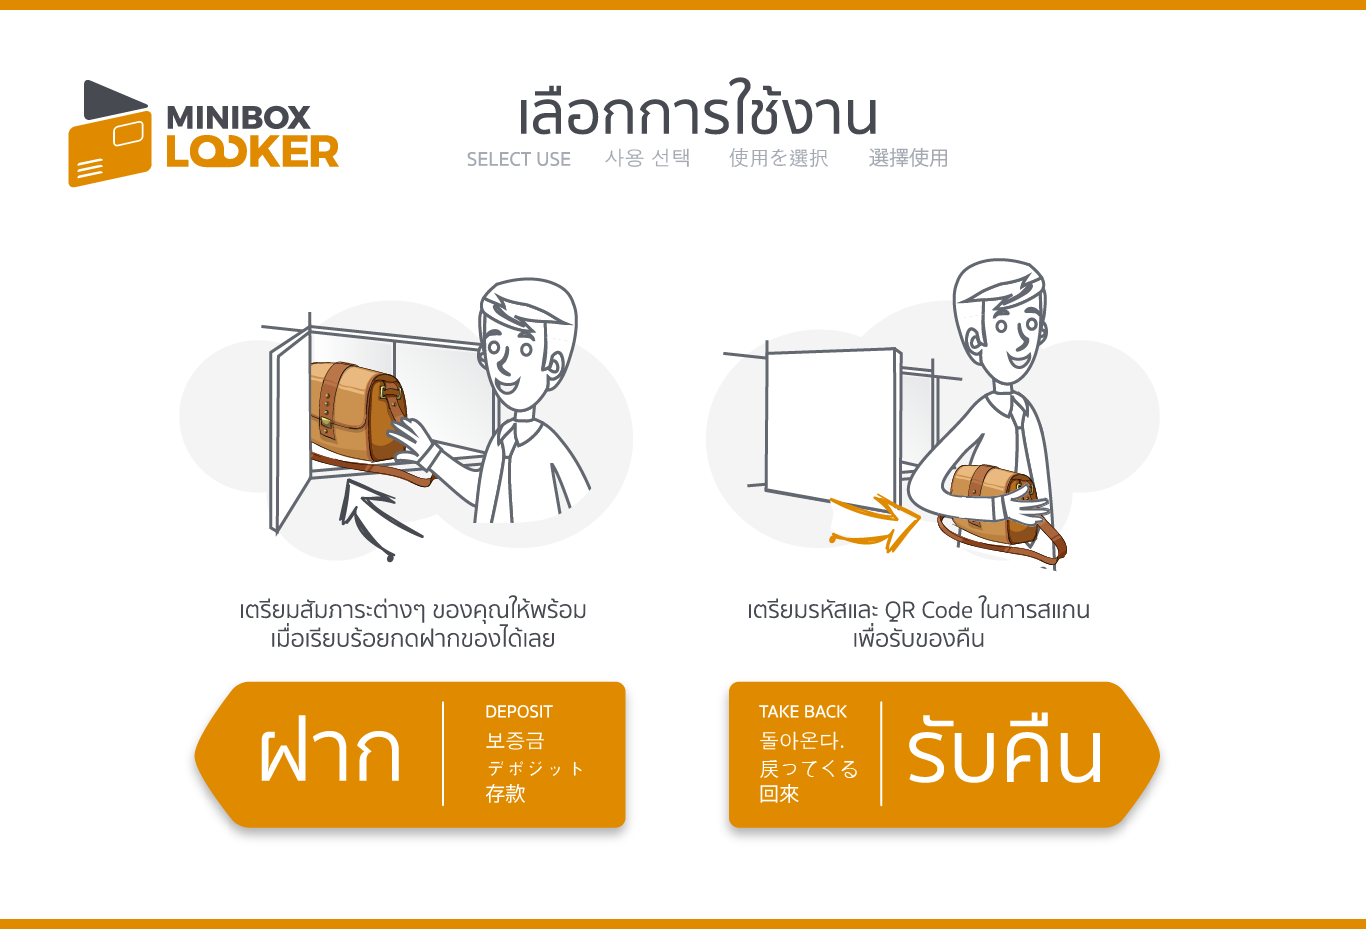 MINIBOX
LOOKER
เลือกการใช้งาน
SELECT USE 사용 선택 使用を選択 選擇使用
เตรียมสัมภาระต่างๆ ของคุณให้พร้อม
เมื่อเรียบร้อยกดฝากของได้เลย
เตรียมรหัสและ QR Code ในการสแกน
เพื่อรับของคืน
ฝาก
DEPOSIT
보증금
デポジット
存款
TAKE BACK
돌아온다.
戻ってくる
回來
รับคืน